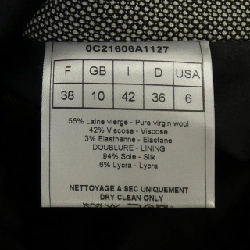 0C21600A1127
F GB I D USA
38 10 42 36 6
55% Laine vierge - Pure Virgin wool
42% Viscose - Viscose
3% Elasthanne - Elastane
DOUBLURE - LINING
94% Soie - Silk
6% Lycra - Lycra
NETTOYAGE A SEC UNIQUEMENT
DRY CLEAN ONLY